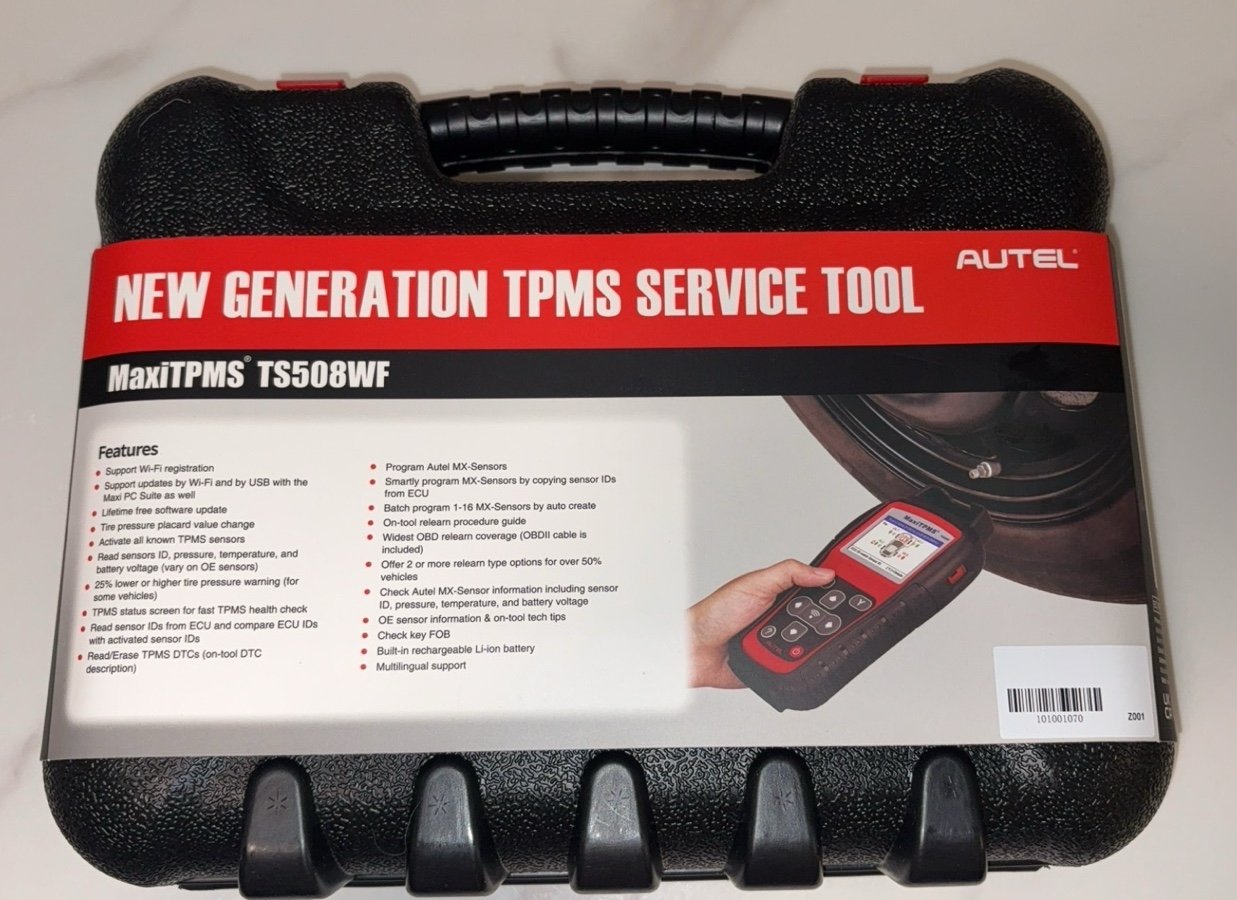 AUTEL®
NEW GENERATION TPMS SERVICE TOOL
MaxiTPMS® TS508WF
Features
• Support Wi-Fi registration
• Support updates by Wi-Fi and by USB with the
Maxi PC Suite as well
• Lifetime free software update
• Tire pressure placard value change
• Activate all known TPMS sensors
• Read sensors ID, pressure, temperature, and
battery voltage (vary on OE sensors)
• 25% lower or higher tire pressure warning (for
some vehicles)
• TPMS status screen for fast TPMS health check
• Read sensor IDs from ECU and compare ECU IDs
with activated sensor IDs
• Read/Erase TPMS DTCs (on-tool DTC
description)
• Program Autel MX-Sensors
• Smartly program MX-Sensors by copying sensor IDs
from ECU
• Batch program 1-16 MX-Sensors by auto create
• On-tool relearn procedure guide
• Widest OBD relearn coverage (OBDII cable is
included)
• Offer 2 or more relearn type options for over 50%
vehicles
• Check Autel MX-Sensor information including sensor
ID, pressure, temperature, and battery voltage
• OE sensor information & on-tool tech tips
• Check key FOB
• Built-in rechargeable Li-ion battery
• Multilingual support
MaxiTPMS
Y
N
?
AUTEL
101001070
Z001